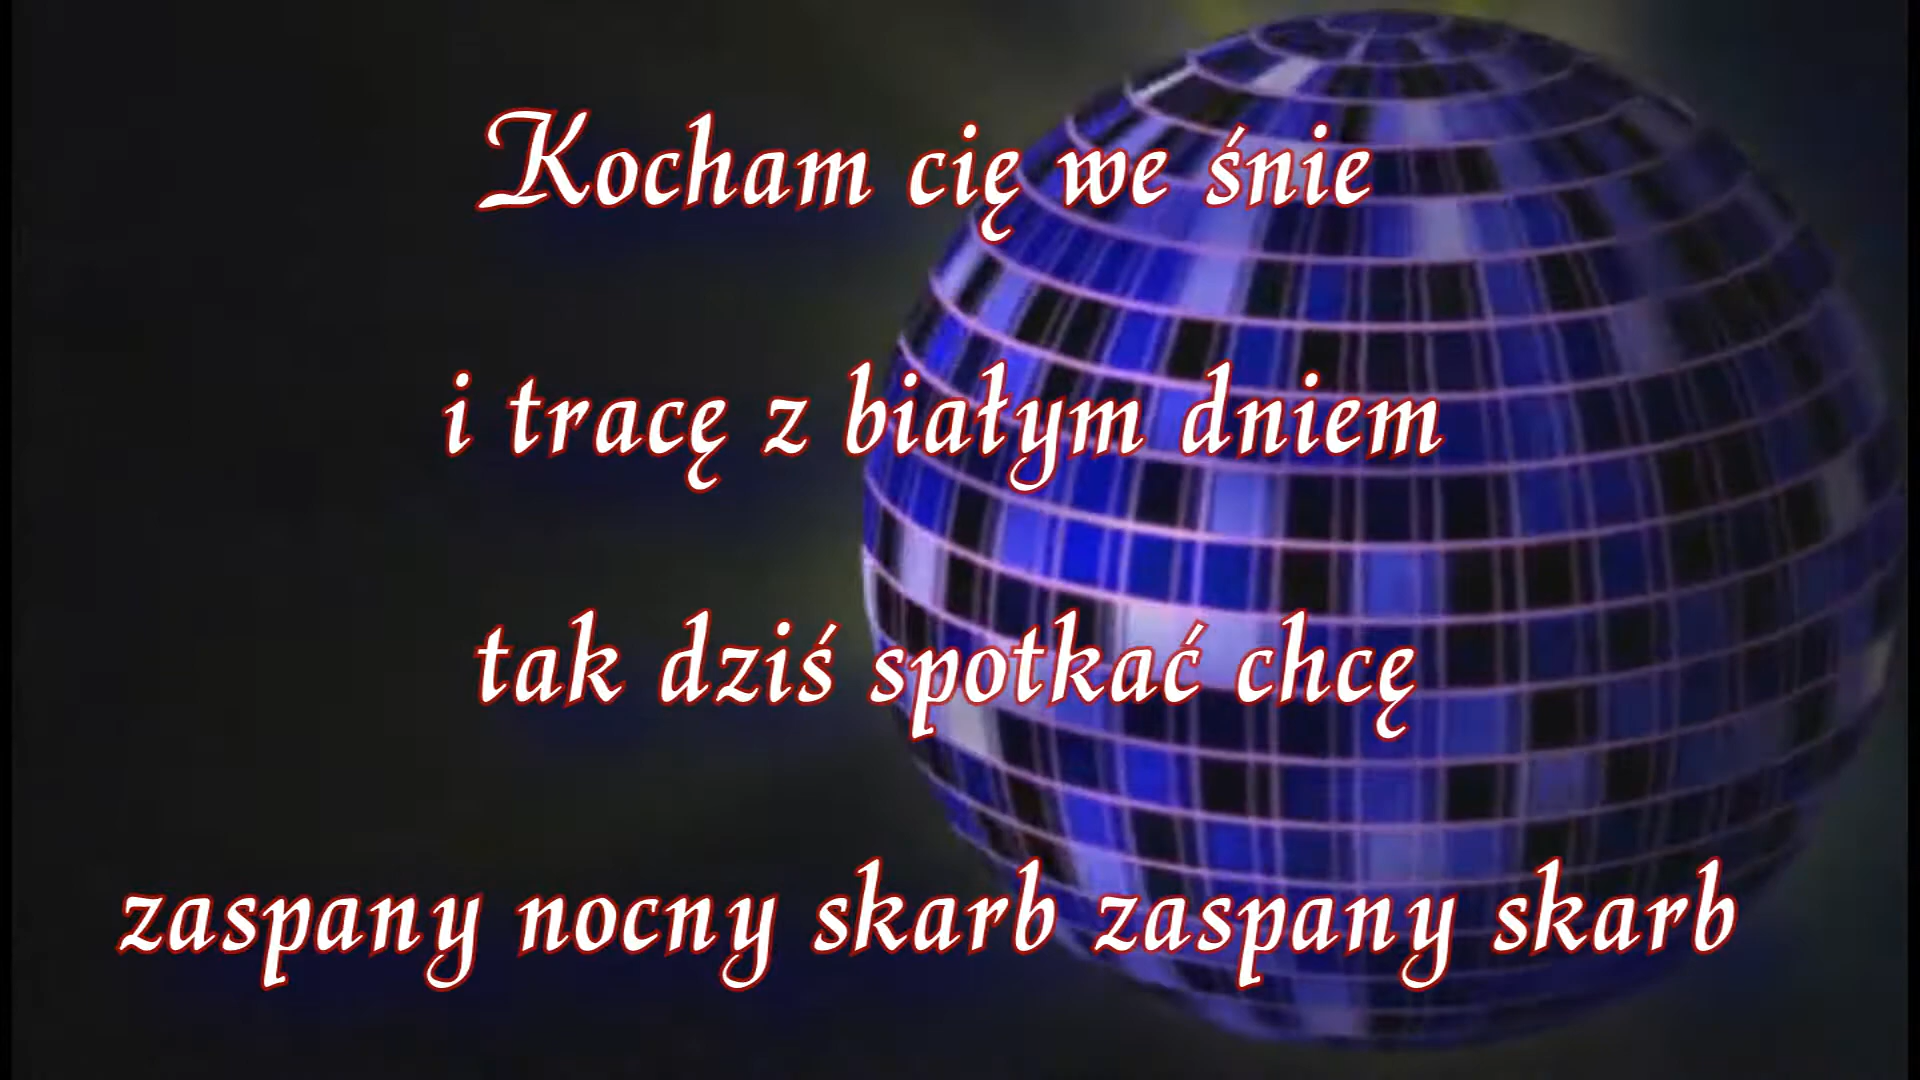 Kocham cię we śnie
i tracę z białym dniem
tak dziś spotkać chcę
zaspany nocny skarb zaspany skarb